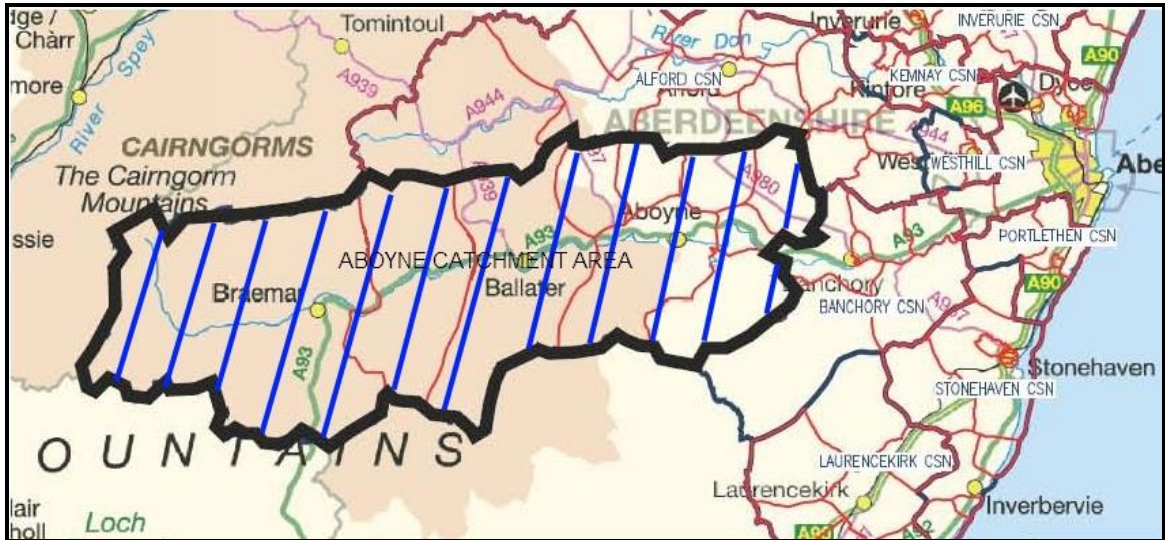 dge /
Chàrr
more
River Spey
Tomintoul
A939
A944
River Don
ALFORD CSN
Inverurie
INVERURIE CSN
KEMNAY CSN
Kintore
Dyce
A90
A96
ABERDEENSHIRE
A944
WESTHILL CSN
Abe
CAIRNGORMS
The Cairngorm
Mountains
A980
ssie
Aboyne
A93
A93
PORTLETHEN CSN
ABOYNE CATCHMENT AREA
Braemar
Ballater
Banchory
BANCHORY CSN
A90
A93
Stonehaven
STONEHAVEN CSN
OUNTAINS
LAURENCEKIRK CSN
Laurencekirk
Inverbervie
lair
holl
Loch
A90
A92